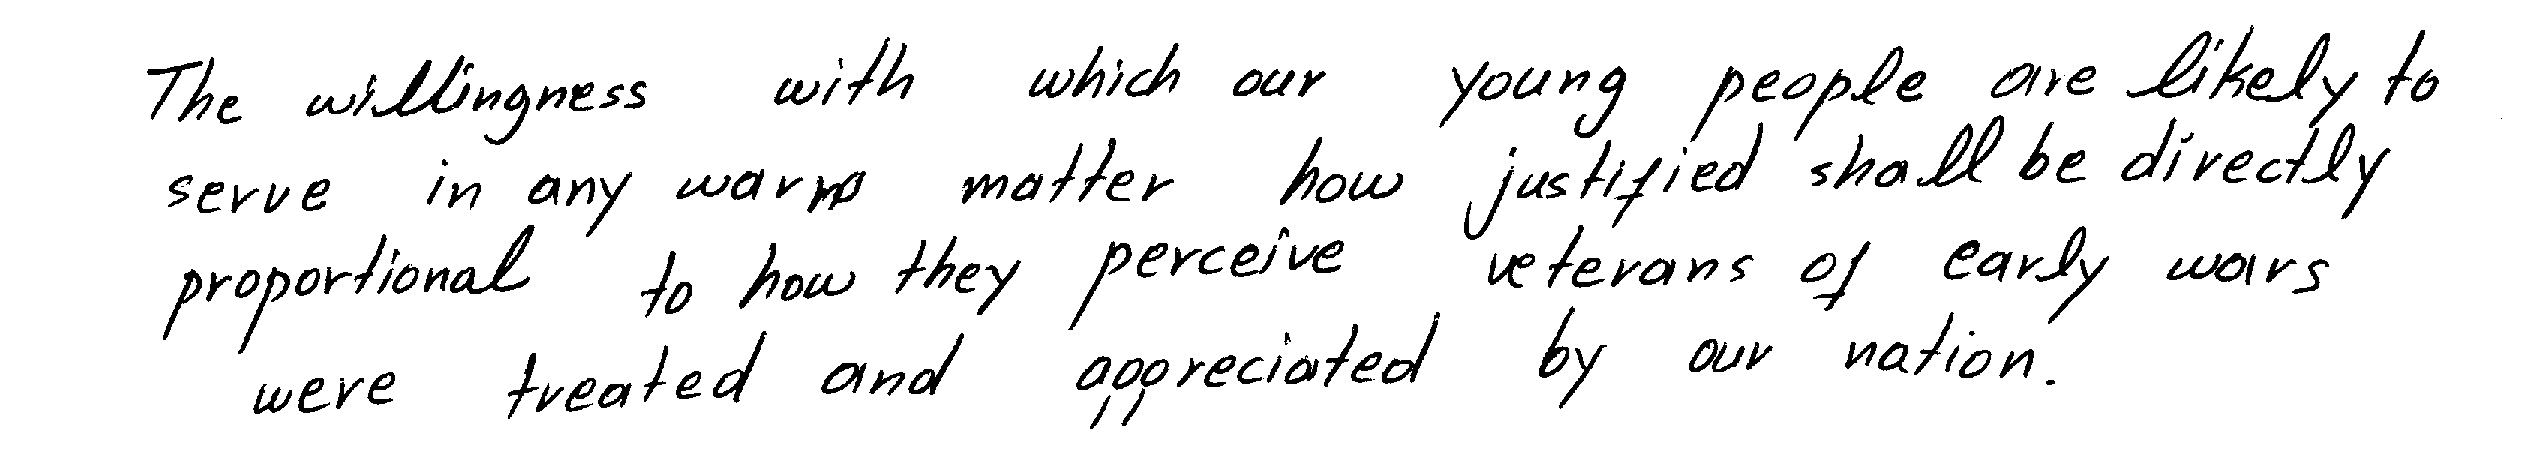 The willingness with which our young people are likely to
serve in any war no matter how justified shall be directly
proportional to how they perceive veterans of early wars
were treated and appreciated by our nation.